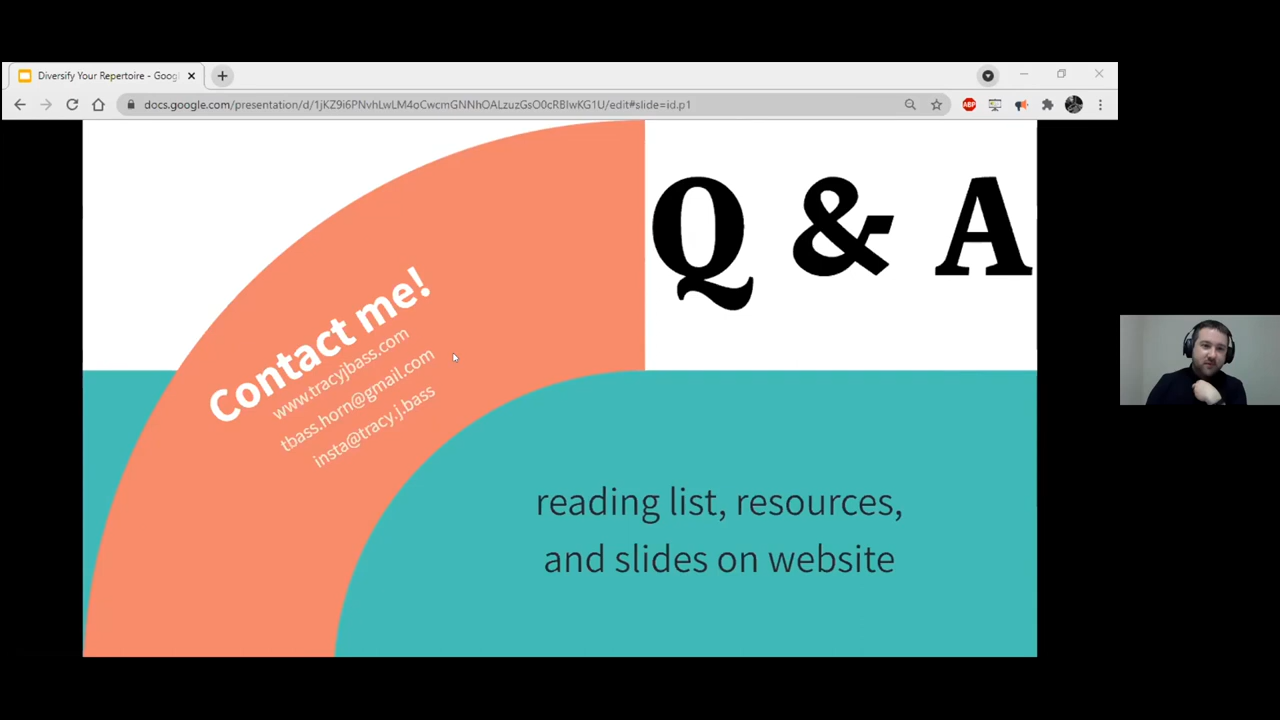 Diversify Your Repertoire - Goog
docs.google.com/presentation/d/1jKZ9i6PNvhLwLM4oCwcmGNNhOALzuzGsO0cRBIwKG1U/edit#slide=id.p1
ABP
Q & A
Contact me!
www.tracyjbass.com
tbass.horn@gmail.com
insta@tracy.j.bass
reading list, resources,
and slides on website